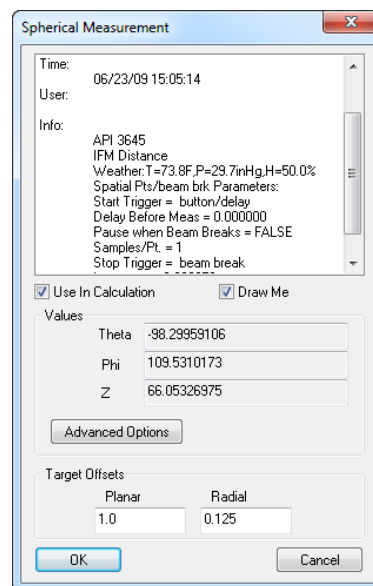 Spherical Measurement
Time:
06/23/09 15:05:14
User:
Info:
API 3645
IFM Distance
Weather:T=73.8F,P=29.7inHg,H=50.0%
Spatial Pts/beam brk Parameters:
Start Trigger = button/delay
Delay Before Meas = 0.000000
Pause when Beam Breaks = FALSE
Samples/Pt. = 1
Stop Trigger = beam break
Use In Calculation
Draw Me
Values
Theta -98.29959106
Phi 109.5310173
Z 66.05326975
Advanced Options
Target Offsets
Planar Radial
1.0 0.125
OK Cancel